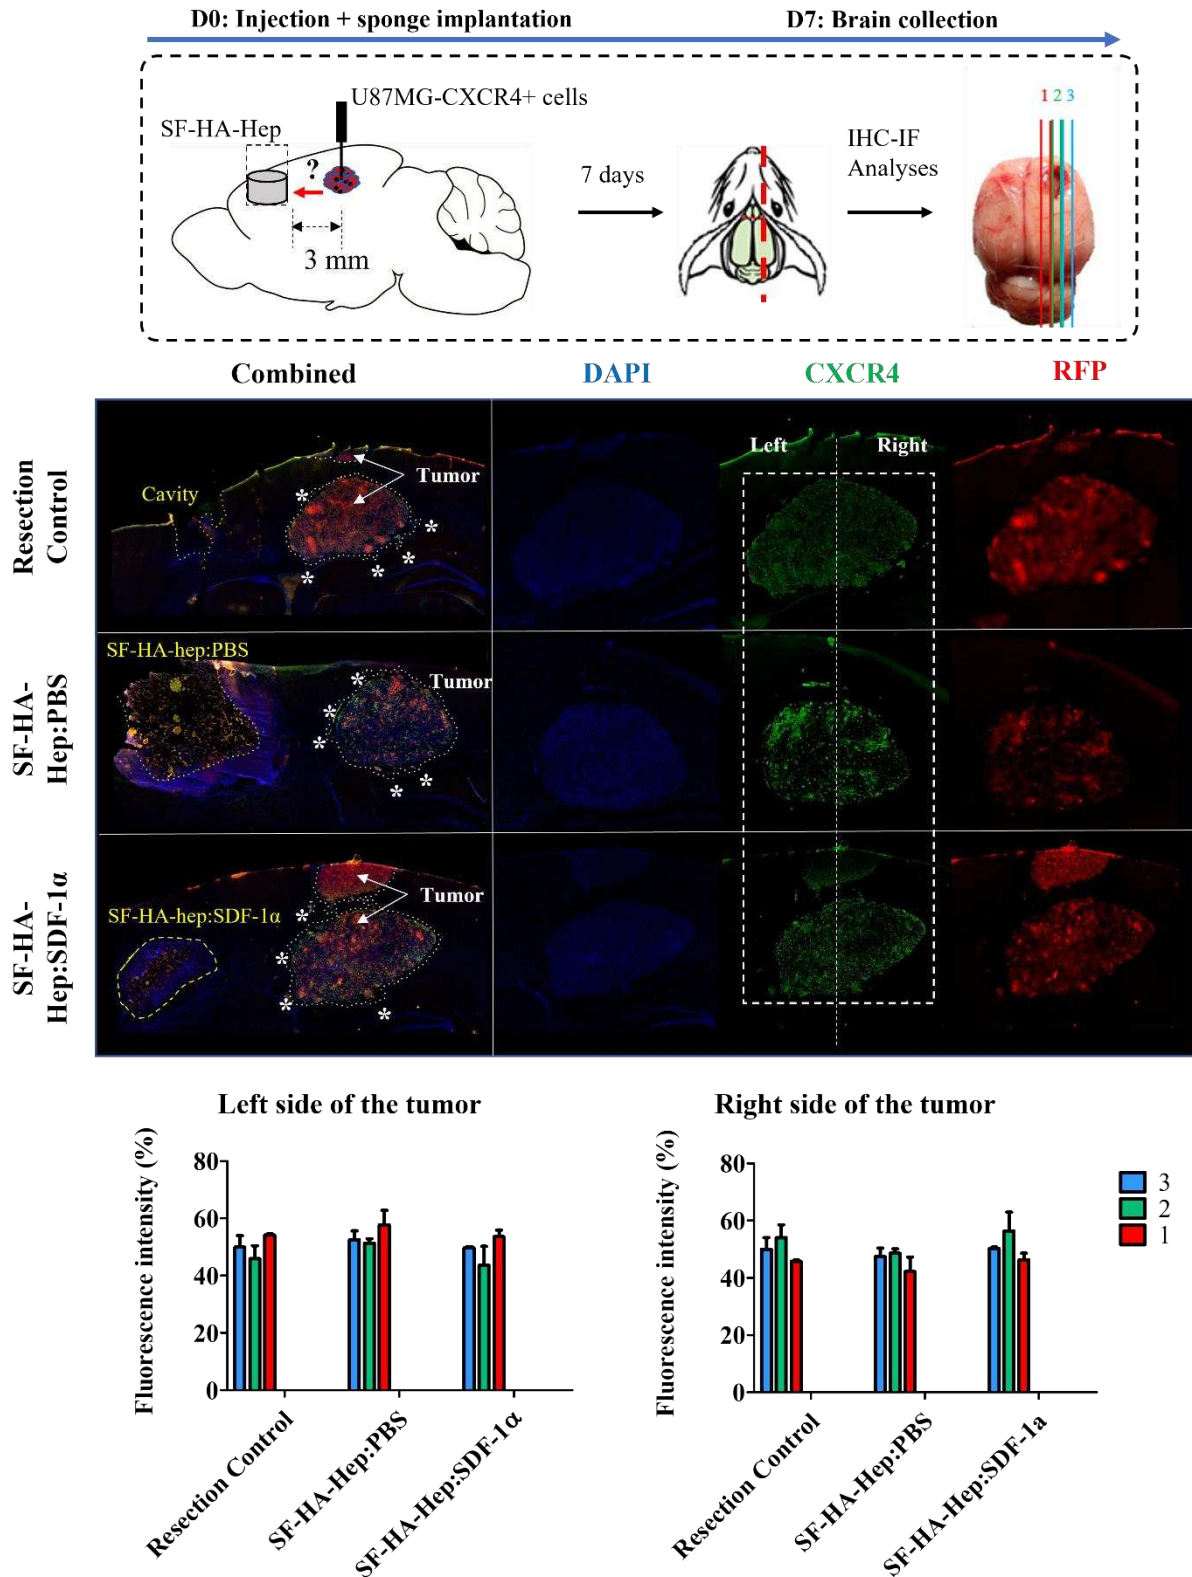 D0: Injection + sponge implantation
D7: Brain collection
U87MG-CXCR4+ cells
SF-HA-Hep
?
3 mm
7 days
IHC-IF
Analyses
1 2 3
Combined
DAPI
CXCR4
RFP
Resection
Control
Cavity
Tumor
*
*
*
*
*
*
Left
Right
SF-HA-
Hep:PBS
SF-HA-hep:PBS
Tumor
*
*
*
*
*
SF-HA-
Hep:SDF-1α
SF-HA-hep:SDF-1α
Tumor
*
*
*
*
Left side of the tumor
Fluorescence intensity (%)
80
60
40
20
0
Resection Control
SF-HA-Hep:PBS
SF-HA-Hep:SDF-1α
Right side of the tumor
Fluorescence intensity (%)
80
60
40
20
0
Resection Control
SF-HA-Hep:PBS
SF-HA-Hep:SDF-1a
3
2
1